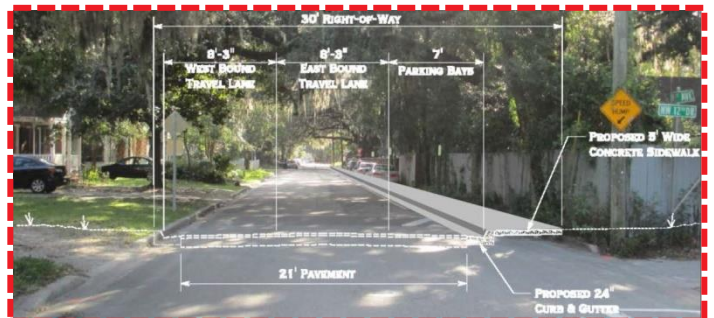 30' RIGHT-OF-WAY
8'-3"
WEST BOUND
TRAVEL LANE
8'-3"
EAST BOUND
TRAVEL LANE
7'
PARKING BAYS
SPEED
HUMP
PROPOSED 5' WIDE
CONCRETE SIDEWALK
21' PAVEMENT
PROPOSED 24"
CURB & GUTTER